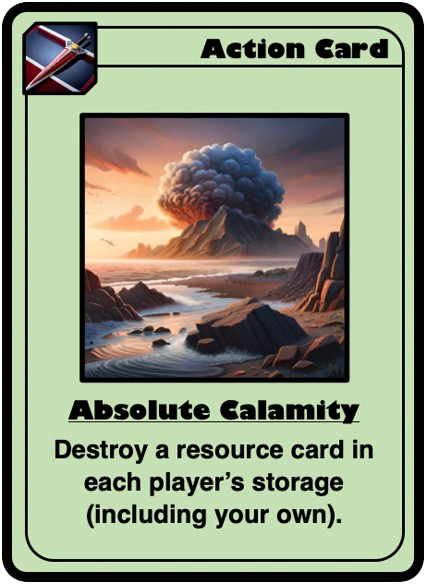 Action Card
Absolute Calamity
Destroy a resource card in
each player’s storage
(including your own).